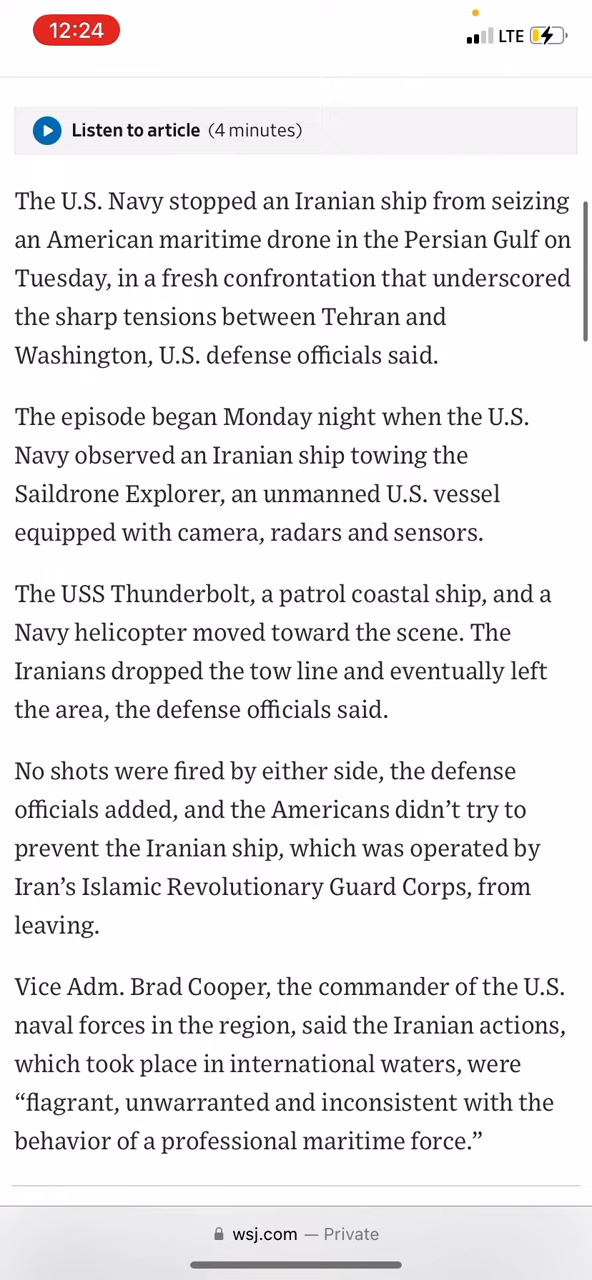 12:24
LTE
Listen to article (4 minutes)
The U.S. Navy stopped an Iranian ship from seizing
an American maritime drone in the Persian Gulf on
Tuesday, in a fresh confrontation that underscored
the sharp tensions between Tehran and
Washington, U.S. defense officials said.
The episode began Monday night when the U.S.
Navy observed an Iranian ship towing the
Saildrone Explorer, an unmanned U.S. vessel
equipped with camera, radars and sensors.
The USS Thunderbolt, a patrol coastal ship, and a
Navy helicopter moved toward the scene. The
Iranians dropped the tow line and eventually left
the area, the defense officials said.
No shots were fired by either side, the defense
officials added, and the Americans didn’t try to
prevent the Iranian ship, which was operated by
Iran’s Islamic Revolutionary Guard Corps, from
leaving.
Vice Adm. Brad Cooper, the commander of the U.S.
naval forces in the region, said the Iranian actions,
which took place in international waters, were
“flagrant, unwarranted and inconsistent with the
behavior of a professional maritime force.”
wsj.com — Private